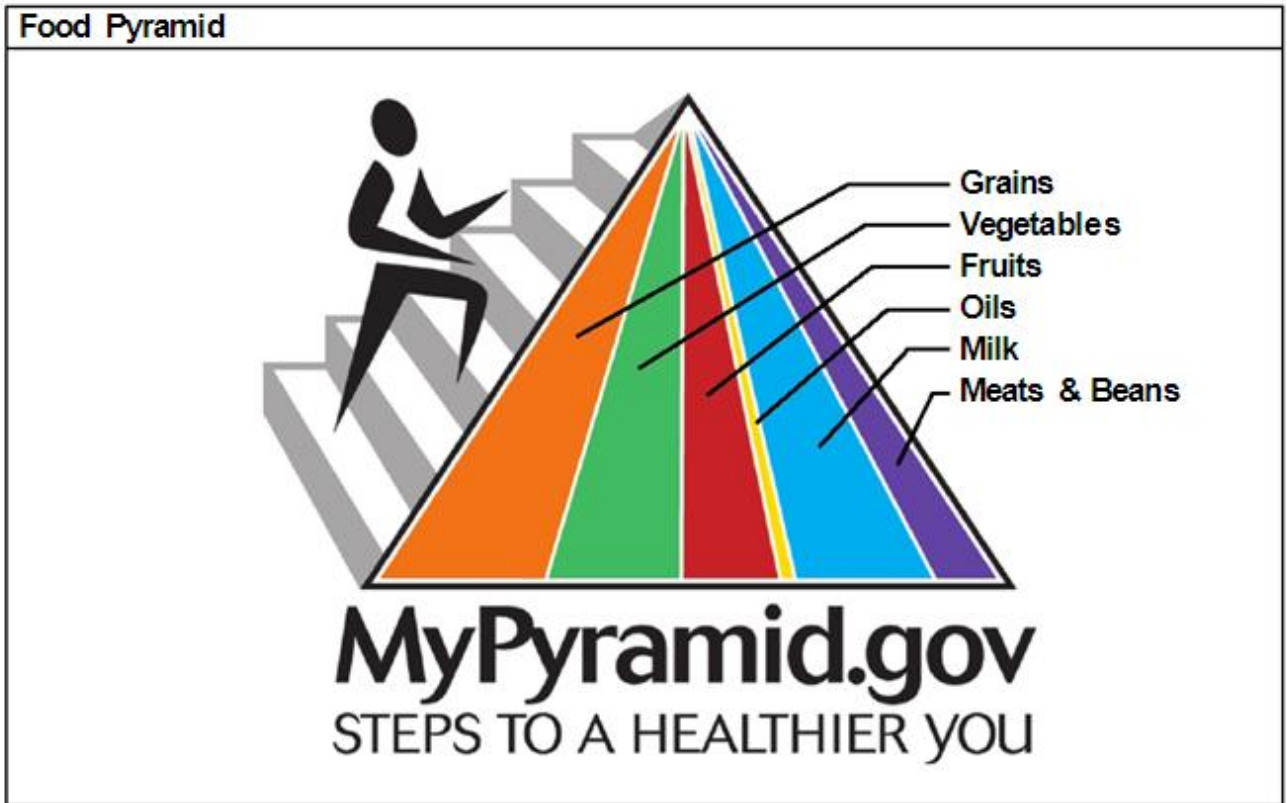 Food Pyramid
Grains
Vegetables
Fruits
Oils
Milk
Meats & Beans
MyPyramid.gov
STEPS TO A HEALTHIER YOU